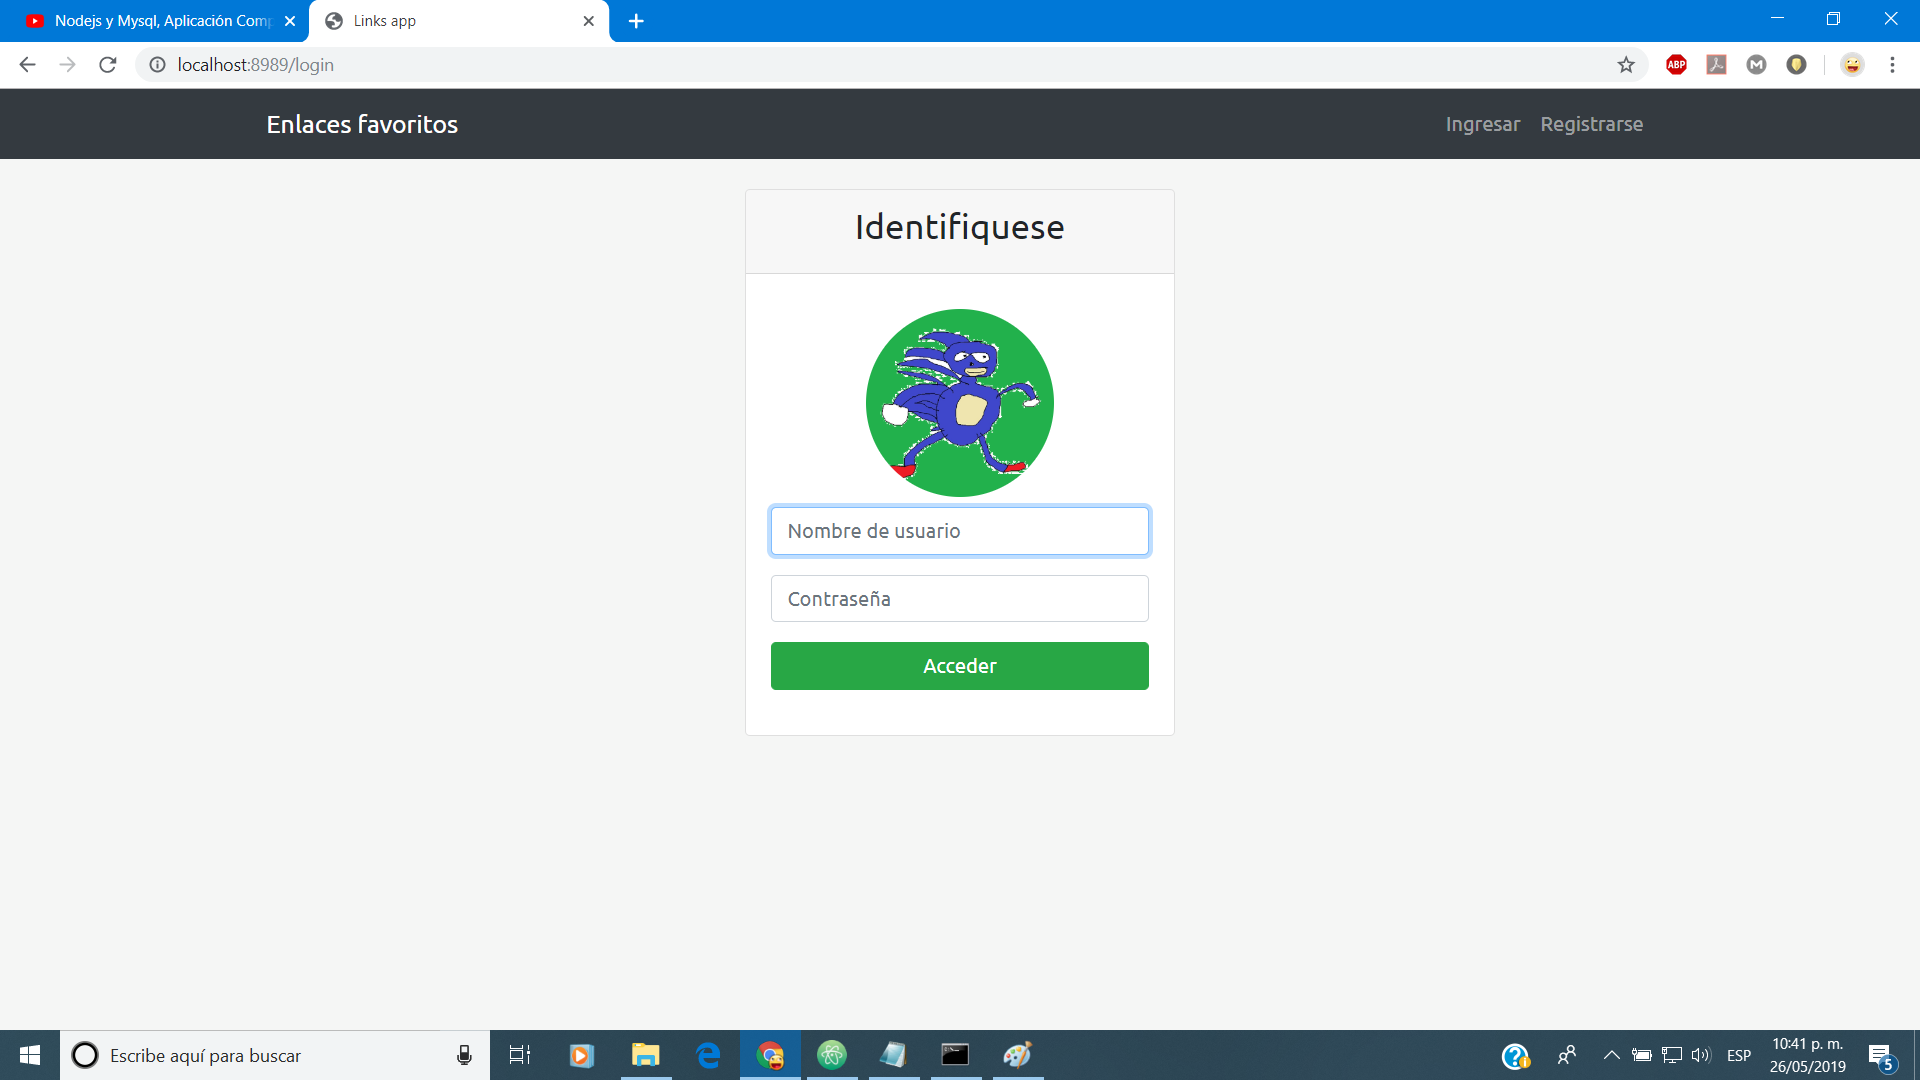 Nodejs y Mysql, Aplicación Com
Links app
localhost:8989/login
ABP
M
Enlaces favoritos
Ingresar
Registrarse
Identifiquese
Nombre de usuario
Contraseña
Acceder
Escribe aquí para buscar
ESP
10:41 p. m.
26/05/2019
5